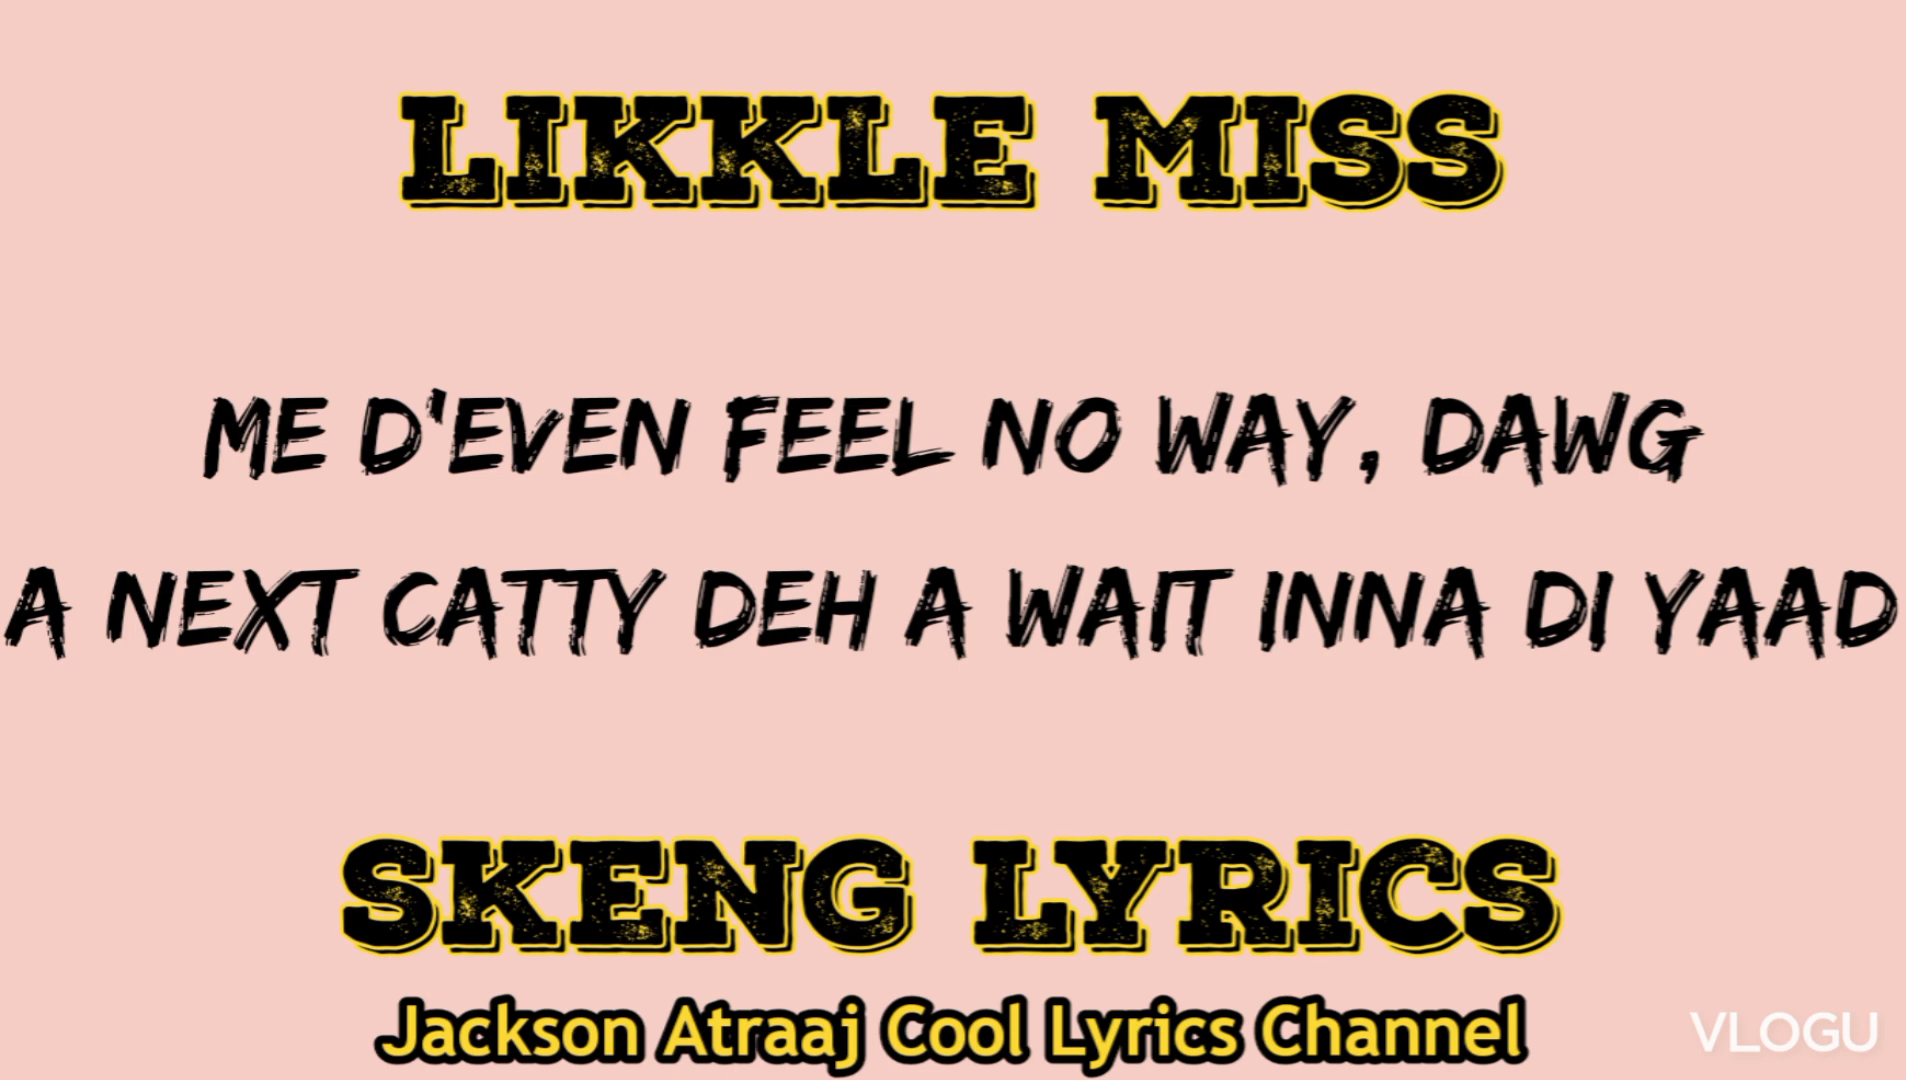 LIKKLE MISS
ME D'EVEN FEEL NO WAY, DAWG
A NEXT CATTY DEH A WAIT INNA DI YAAD
SKENG LYRICS
Jackson Atraaj Cool Lyrics Channel
VLOGU